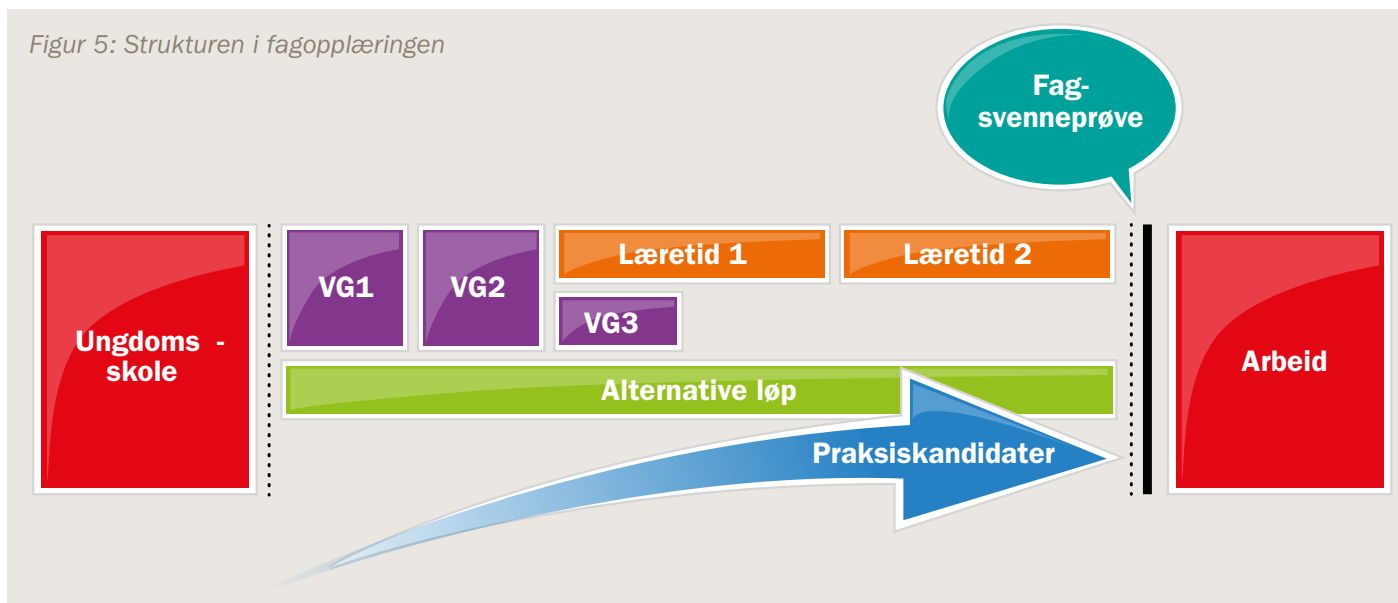 Figur 5: Strukturen i fagopplæringen
Fag-
svenneprøve
Ungdoms -
skole
VG1
VG2
Læretid 1
Læretid 2
VG3
Alternative løp
Praksiskandidater
Arbeid